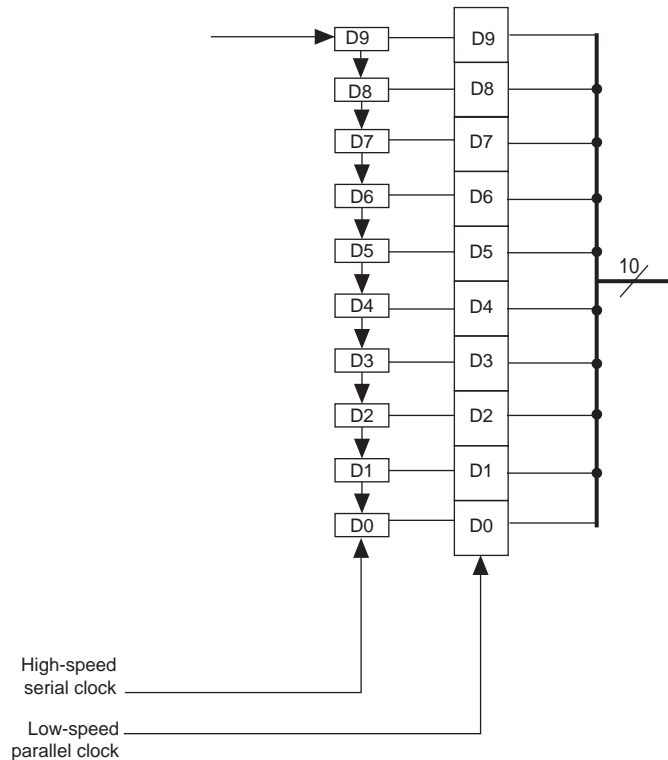 D9 D9
D8 D8
D7 D7
D6 D6
D5 D5
10
D4 D4
D3 D3
D2 D2
D1 D1
D0 D0
High-speed
serial clock
Low-speed
parallel clock